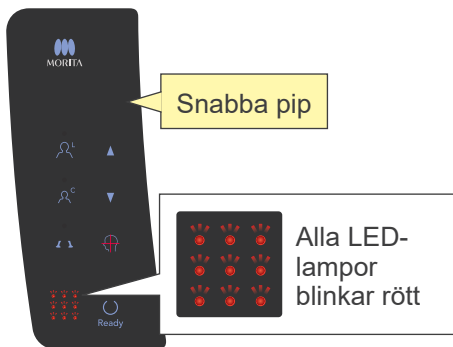 MORITA
Snabba pip
L
C
Alla LED-
lampor
blinkar rött
Ready